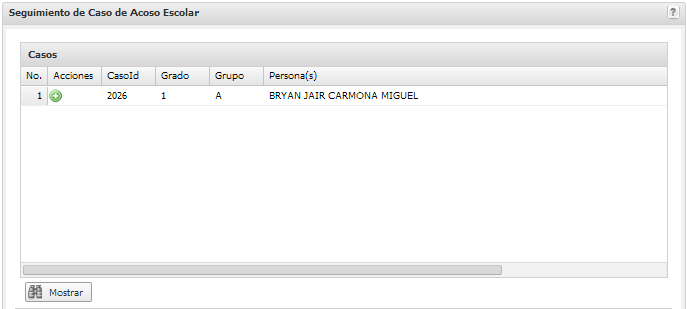 Seguimiento de Caso de Acoso Escolar ?
Casos
No. Acciones CasoId Grado Grupo Persona(s)
1 2026 1 A BRYAN JAIR CARMONA MIGUEL
Mostrar